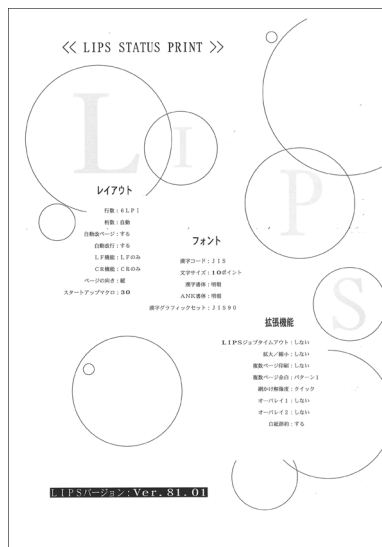 << LIPS STATUS PRINT >>
L
I
P
S
レイアウト
行数:6LPI
桁数:自動
自動改ページ:する
自動改行:する
LF機能:LFのみ
CR機能:CRのみ
ページの向き:縦
スタートアップマクロ:30
フォント
漢字コード:JIS
文字サイズ:10ポイント
漢字書体:明朝
ANK書体:明朝
漢字グラフィックセット:JIS90
拡張機能
LIPSジョブタイムアウト:しない
拡大/縮小:しない
複数ページ印刷:しない
複数ページ余白:パターン1
網かけ解像度:クイック
オーバレイ1:しない
オーバレイ2:しない
白紙節約:する
LIPSバージョン:Ver.81.01